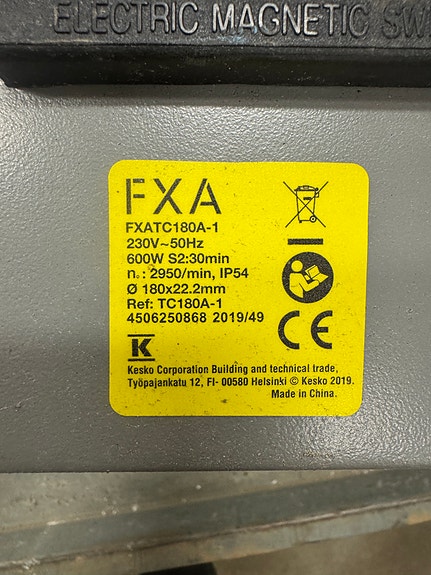 ELECTRIC MAGNETIC SW
FXA
FXATC180A-1
230V~50Hz
600W S2:30min
n₀: 2950/min, IP54
Ø 180x22.2mm
Ref: TC180A-1
4506250868 2019/49
CE
K
Kesko Corporation Building and technical trade,
Työpajankatu 12, FI- 00580 Helsinki © Kesko 2019.
Made in China.